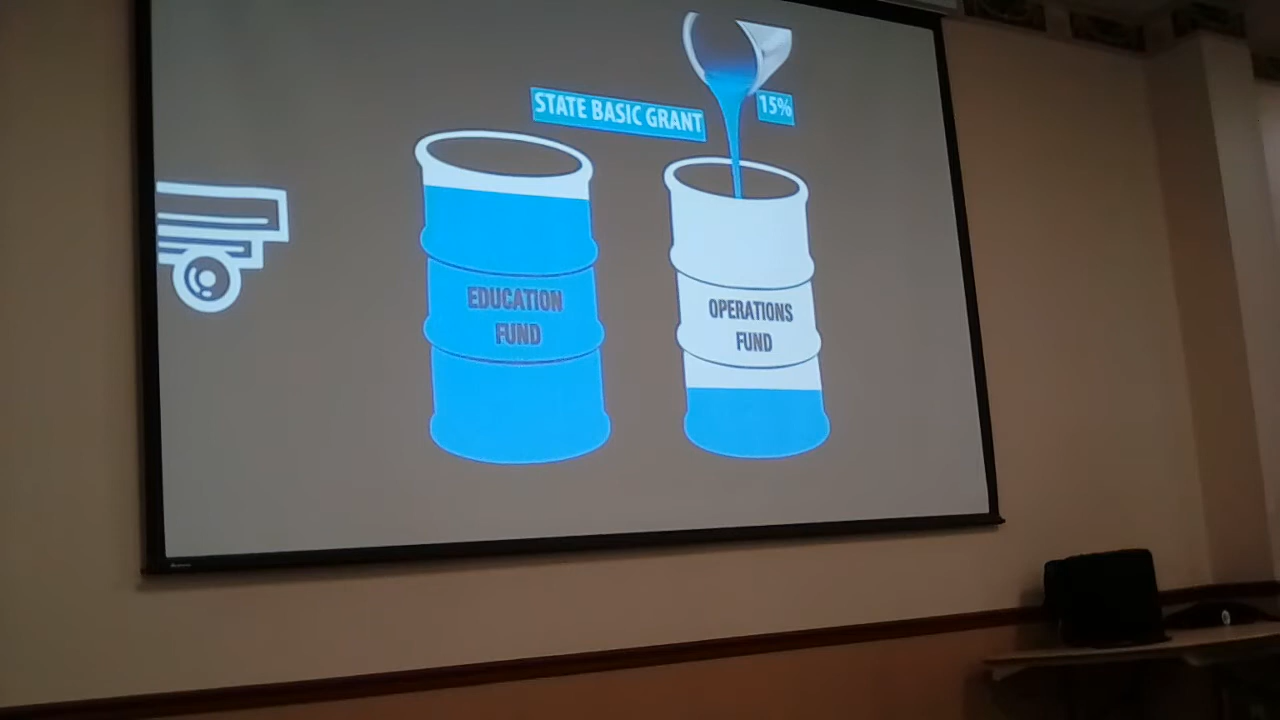 STATE BASIC GRANT
15%
EDUCATION
FUND
OPERATIONS
FUND